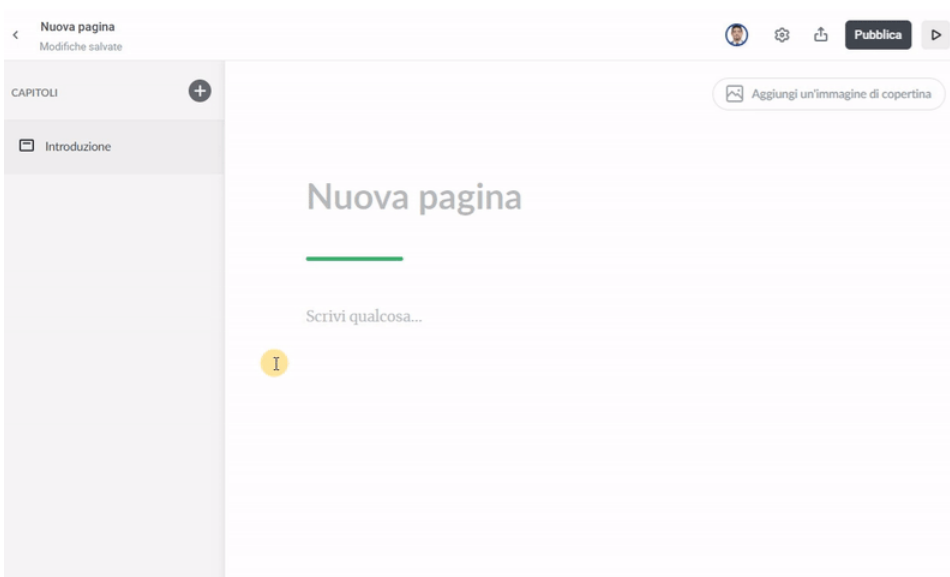 Nuova pagina
Modifiche salvate
Pubblica
CAPITOLI
Aggiungi un'immagine di copertina
Introduzione
Nuova pagina
Scrivi qualcosa...